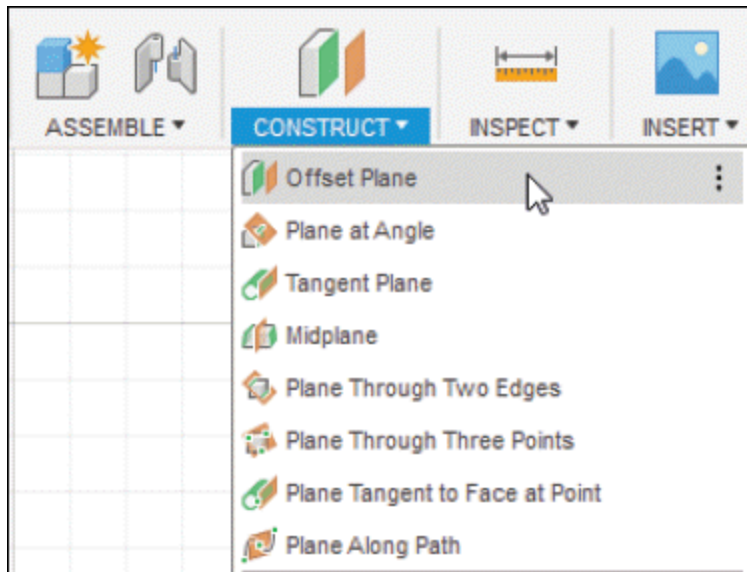 ASSEMBLE CONSTRUCT INSPECT INSERT
Offset Plane
Plane at Angle
Tangent Plane
Midplane
Plane Through Two Edges
Plane Through Three Points
Plane Tangent to Face at Point
Plane Along Path